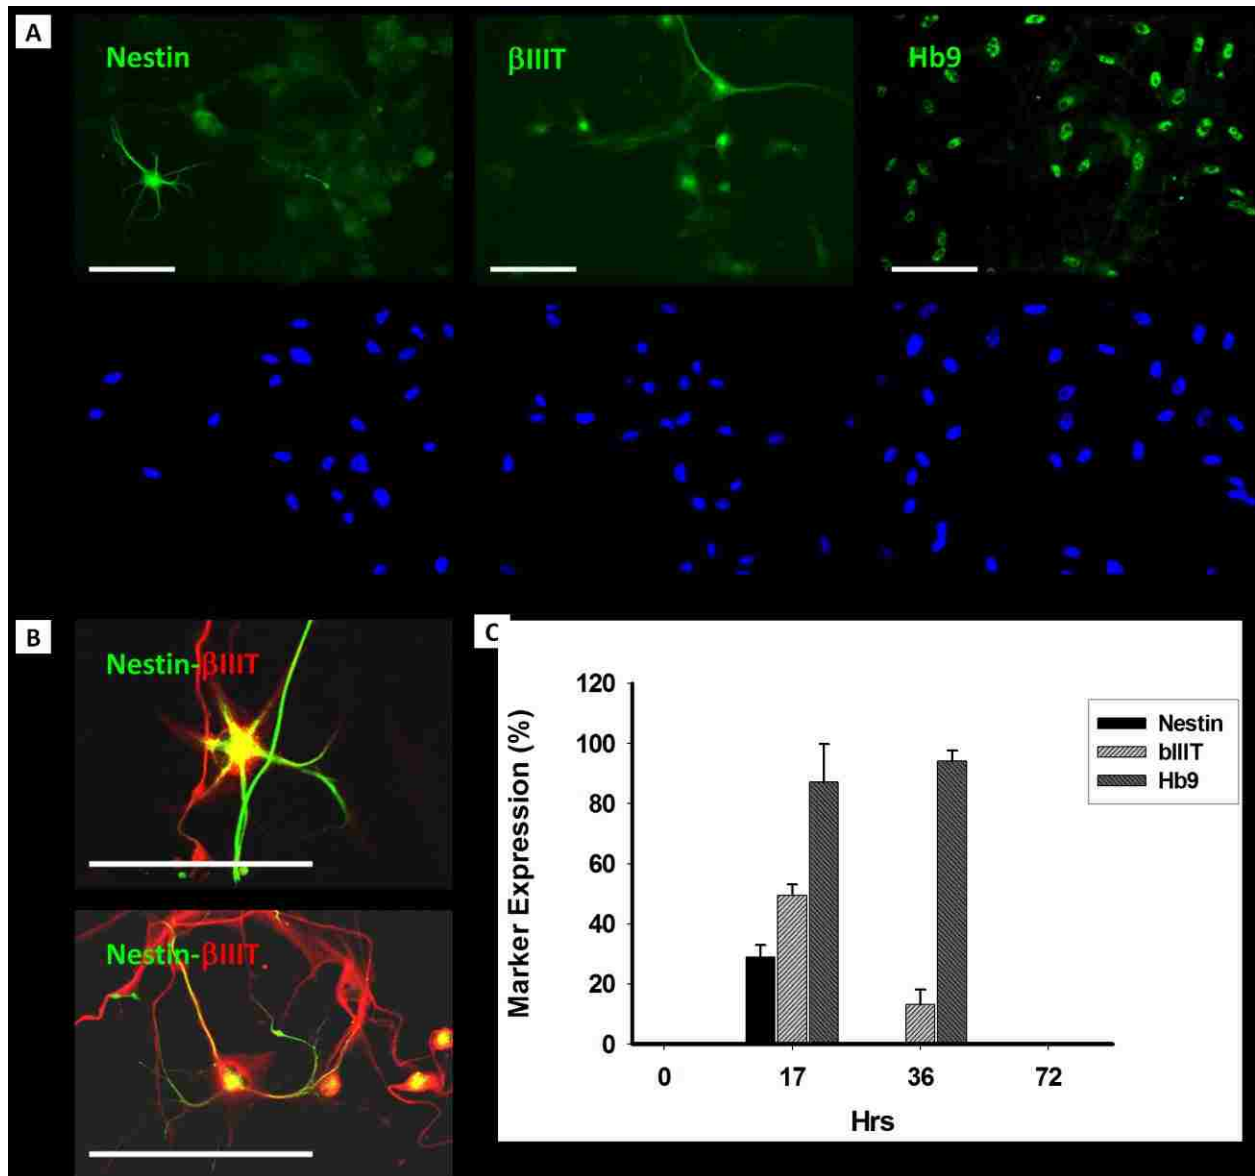 A
Nestin
βIIIT
Hb9
B
Nestin-βIIIT
Nestin-βIIIT
C
120
100
80
60
40
20
0
Marker Expression (%)
0 17 36 72
Hrs
Nestin
bIIIT
Hb9